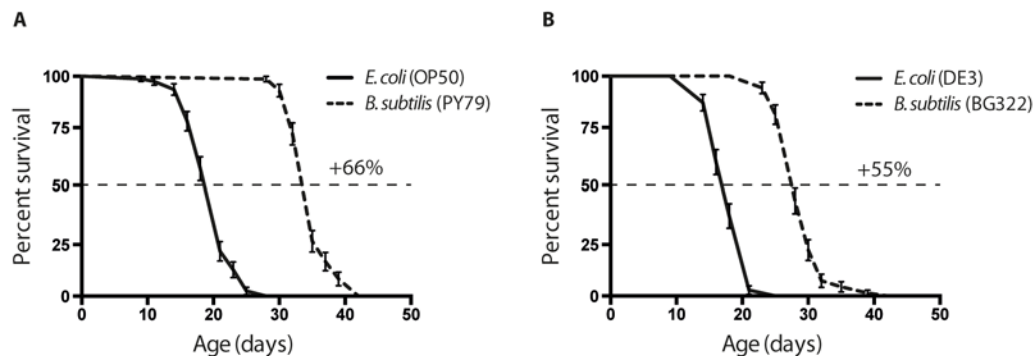 A
100
75
50
25
0
0
10
20
30
40
50
Percent survival
Age (days)
E. coli (OP50)
B. subtilis (PY79)
+66%
B
100
75
50
25
0
0
10
20
30
40
50
Percent survival
Age (days)
E. coli (DE3)
B. subtilis (BG322)
+55%